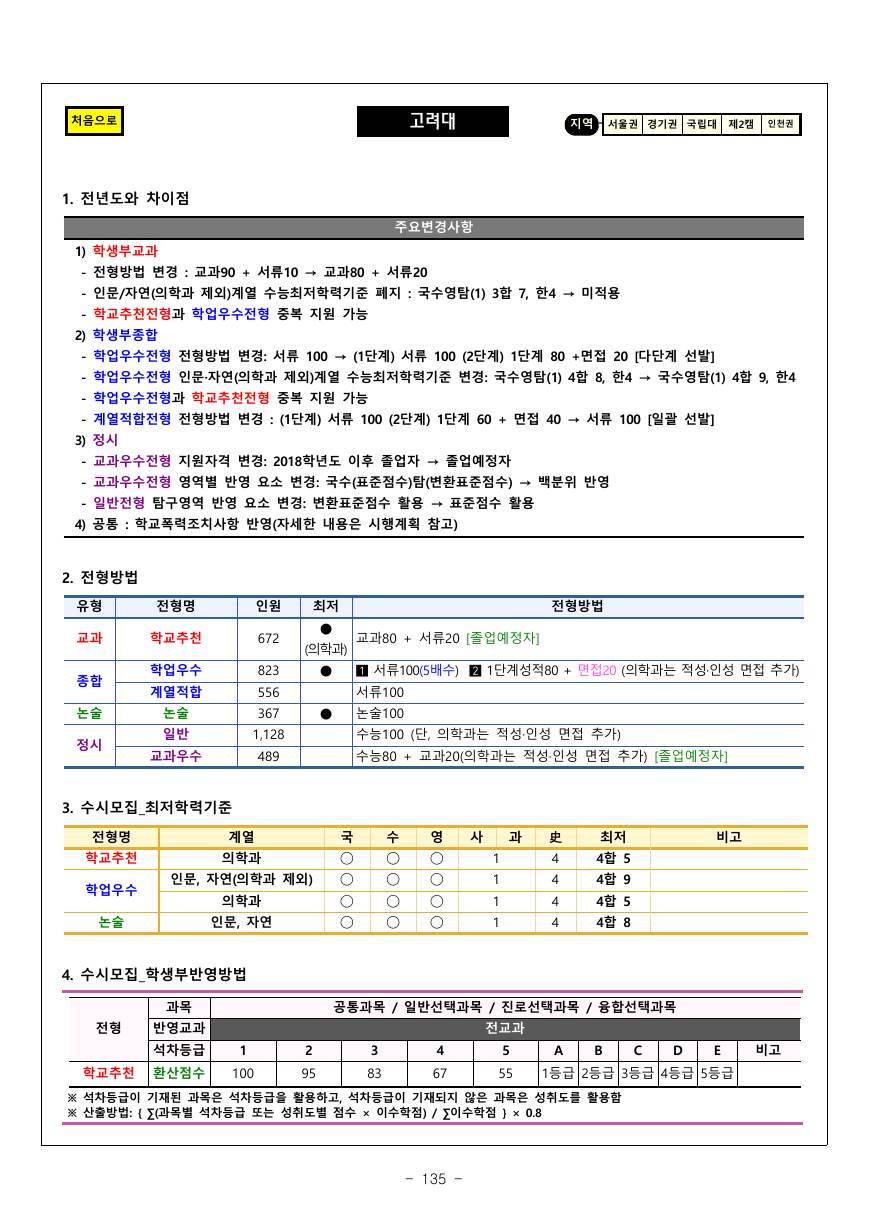 처음으로
고려대
지역 서울권 경기권 국립대 제2캠 인천권
1. 전년도와 차이점
주요변경사항
1) 학생부교과
- 전형방법 변경 : 교과90 + 서류10 → 교과80 + 서류20
- 인문/자연(의학과 제외)계열 수능최저학력기준 폐지 : 국수영탐(1) 3합 7, 한4 → 미적용
- 학교추천전형과 학업우수전형 중복 지원 가능
2) 학생부종합
- 학업우수전형 전형방법 변경: 서류 100 → (1단계) 서류 100 (2단계) 1단계 80 +면접 20 [다단계 선발]
- 학업우수전형 인문·자연(의학과 제외)계열 수능최저학력기준 변경: 국수영탐(1) 4합 8, 한4 → 국수영탐(1) 4합 9, 한4
- 학업우수전형과 학교추천전형 중복 지원 가능
- 계열적합전형 전형방법 변경 : (1단계) 서류 100 (2단계) 1단계 60 + 면접 40 → 서류 100 [일괄 선발]
3) 정시
- 교과우수전형 지원자격 변경: 2018학년도 이후 졸업자 → 졸업예정자
- 교과우수전형 영역별 반영 요소 변경: 국수(표준점수)탐(변환표준점수) → 백분위 반영
- 일반전형 탐구영역 반영 요소 변경: 변환표준점수 활용 → 표준점수 활용
4) 공통 : 학교폭력조치사항 반영(자세한 내용은 시행계획 참고)
2. 전형방법
유형 전형명 인원 최저 전형방법
교과 학교추천 672 ● (의학과) 교과80 + 서류20 [졸업예정자]
종합 학업우수 823 ● 1 서류100(5배수) 2 1단계성적80 + 면접20 (의학과는 적성·인성 면접 추가)
계열적합 556 서류100
논술 논술 367 ● 논술100
정시 일반 1,128 수능100 (단, 의학과는 적성·인성 면접 추가)
교과우수 489 수능80 + 교과20(의학과는 적성·인성 면접 추가) [졸업예정자]
3. 수시모집_최저학력기준
전형명 계열 국 수 영 사 과 史 최저 비고
학교추천 의학과 ○ ○ ○ 1 4 4합 5
학업우수 인문, 자연(의학과 제외) ○ ○ ○ 1 4 4합 9
의학과 ○ ○ ○ 1 4 4합 5
논술 인문, 자연 ○ ○ ○ 1 4 4합 8
4. 수시모집_학생부반영방법
전형 과목 공통과목 / 일반선택과목 / 진로선택과목 / 융합선택과목
반영교과 전교과
석차등급 1 2 3 4 5 A B C D E 비고
학교추천 환산점수 100 95 83 67 55 1등급 2등급 3등급 4등급 5등급
※ 석차등급이 기재된 과목은 석차등급을 활용하고, 석차등급이 기재되지 않은 과목은 성취도를 활용함
※ 산출방법: { ∑(과목별 석차등급 또는 성취도별 점수 × 이수학점) / ∑이수학점 } × 0.8
- 135 -